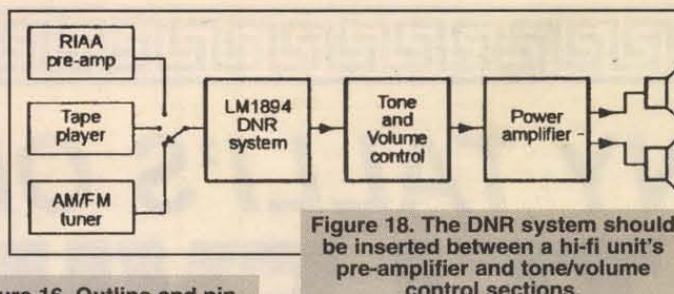 RIAA
pre-amp
Tape
player
AM/FM
tuner
LM1894
DNR
system
Tone
and
Volume
control
Power
amplifier
Figure 18. The DNR system should
be inserted between a hi-fi unit's
pre-amplifier and tone/volume
control sections.
16. Outline and pin